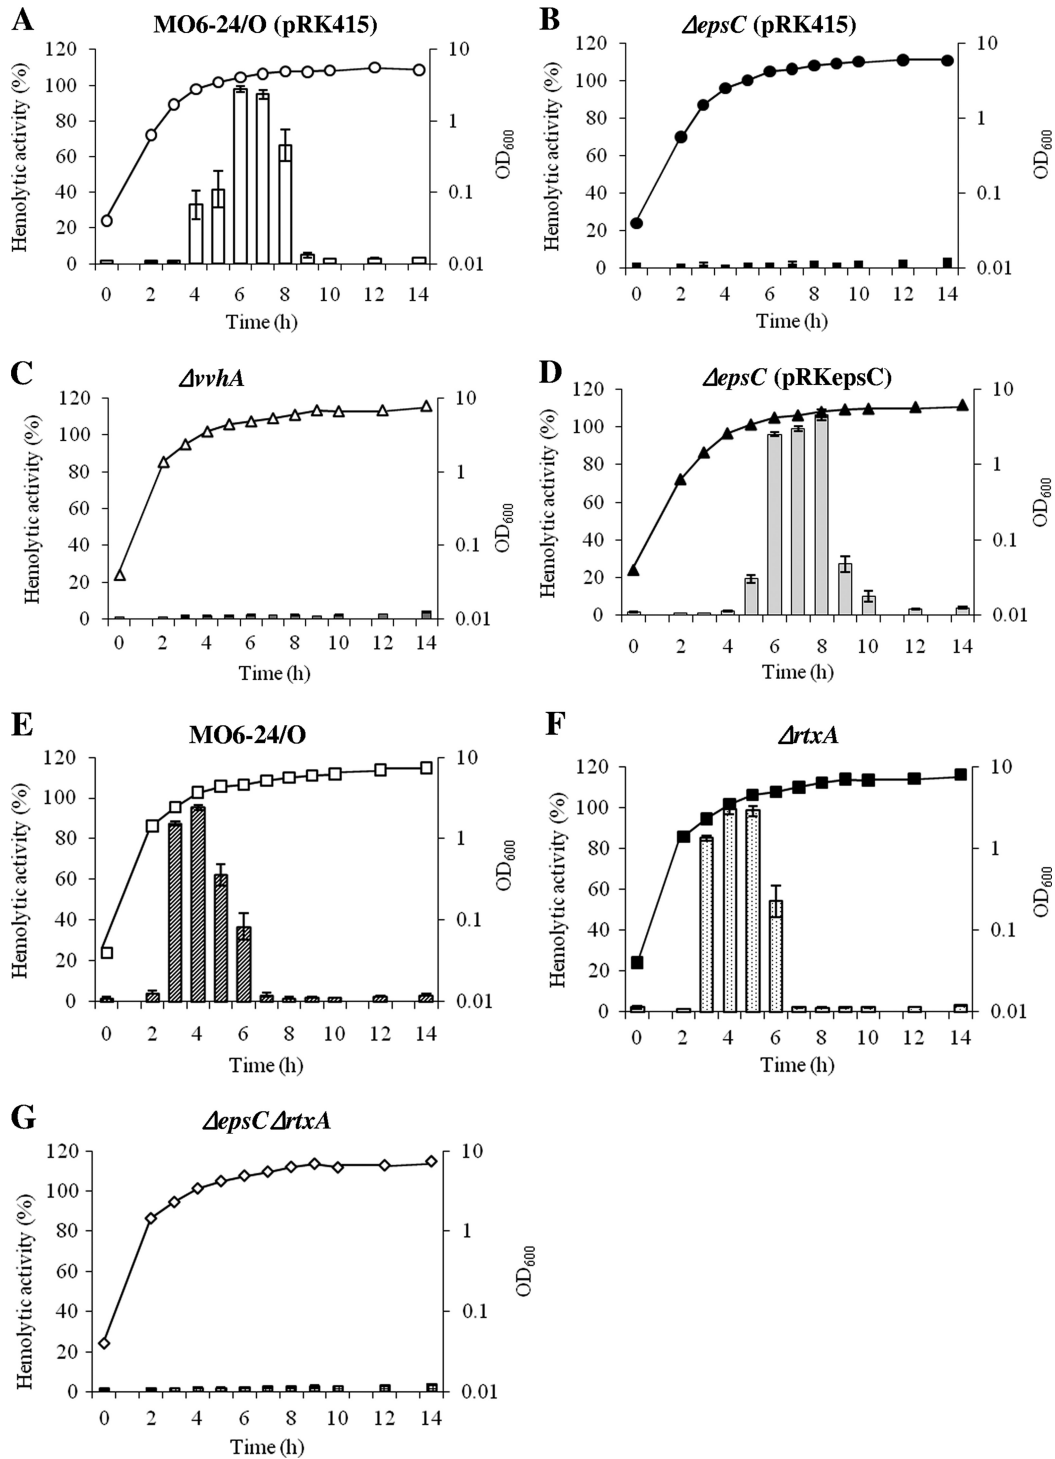 A
MO6-24/O (pRK415)
120
100
80
60
40
20
0
Hemolytic activity (%)
10
1
0.1
0.01
OD600
0 2 4 6 8 10 12 14
Time (h)
B
ΔepsC (pRK415)
120
100
80
60
40
20
0
Hemolytic activity (%)
10
1
0.1
0.01
OD600
0 2 4 6 8 10 12 14
Time (h)
C
ΔvvhA
120
100
80
60
40
20
0
Hemolytic activity (%)
10
1
0.1
0.01
OD600
0 2 4 6 8 10 12 14
Time (h)
D
ΔepsC (pRKepsC)
120
100
80
60
40
20
0
Hemolytic activity (%)
10
1
0.1
0.01
OD600
0 2 4 6 8 10 12 14
Time (h)
E
MO6-24/O
120
100
80
60
40
20
0
Hemolytic activity (%)
10
1
0.1
0.01
OD600
0 2 4 6 8 10 12 14
Time (h)
F
ΔrtxA
120
100
80
60
40
20
0
Hemolytic activity (%)
10
1
0.1
0.01
OD600
0 2 4 6 8 10 12 14
Time (h)
G
ΔepsCΔrtxA
120
100
80
60
40
20
0
Hemolytic activity (%)
10
1
0.1
0.01
OD600
0 2 4 6 8 10 12 14
Time (h)